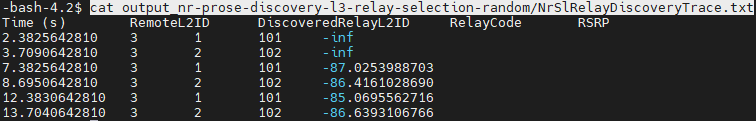 -bash-4.2$ cat output_nr-prose-discovery-l3-relay-selection-random/NrSlRelayDiscoveryTrace.txt
Time (s) RemoteL2ID DiscoveredRelayL2ID RelayCode RSRP
2.3825642810 3 1 101 -inf
3.7090642810 3 2 102 -inf
7.3825642810 3 1 101 -87.0253988703
8.6950642810 3 2 102 -86.4161028690
12.3830642810 3 1 101 -85.0695562716
13.7040642810 3 2 102 -86.6393106766